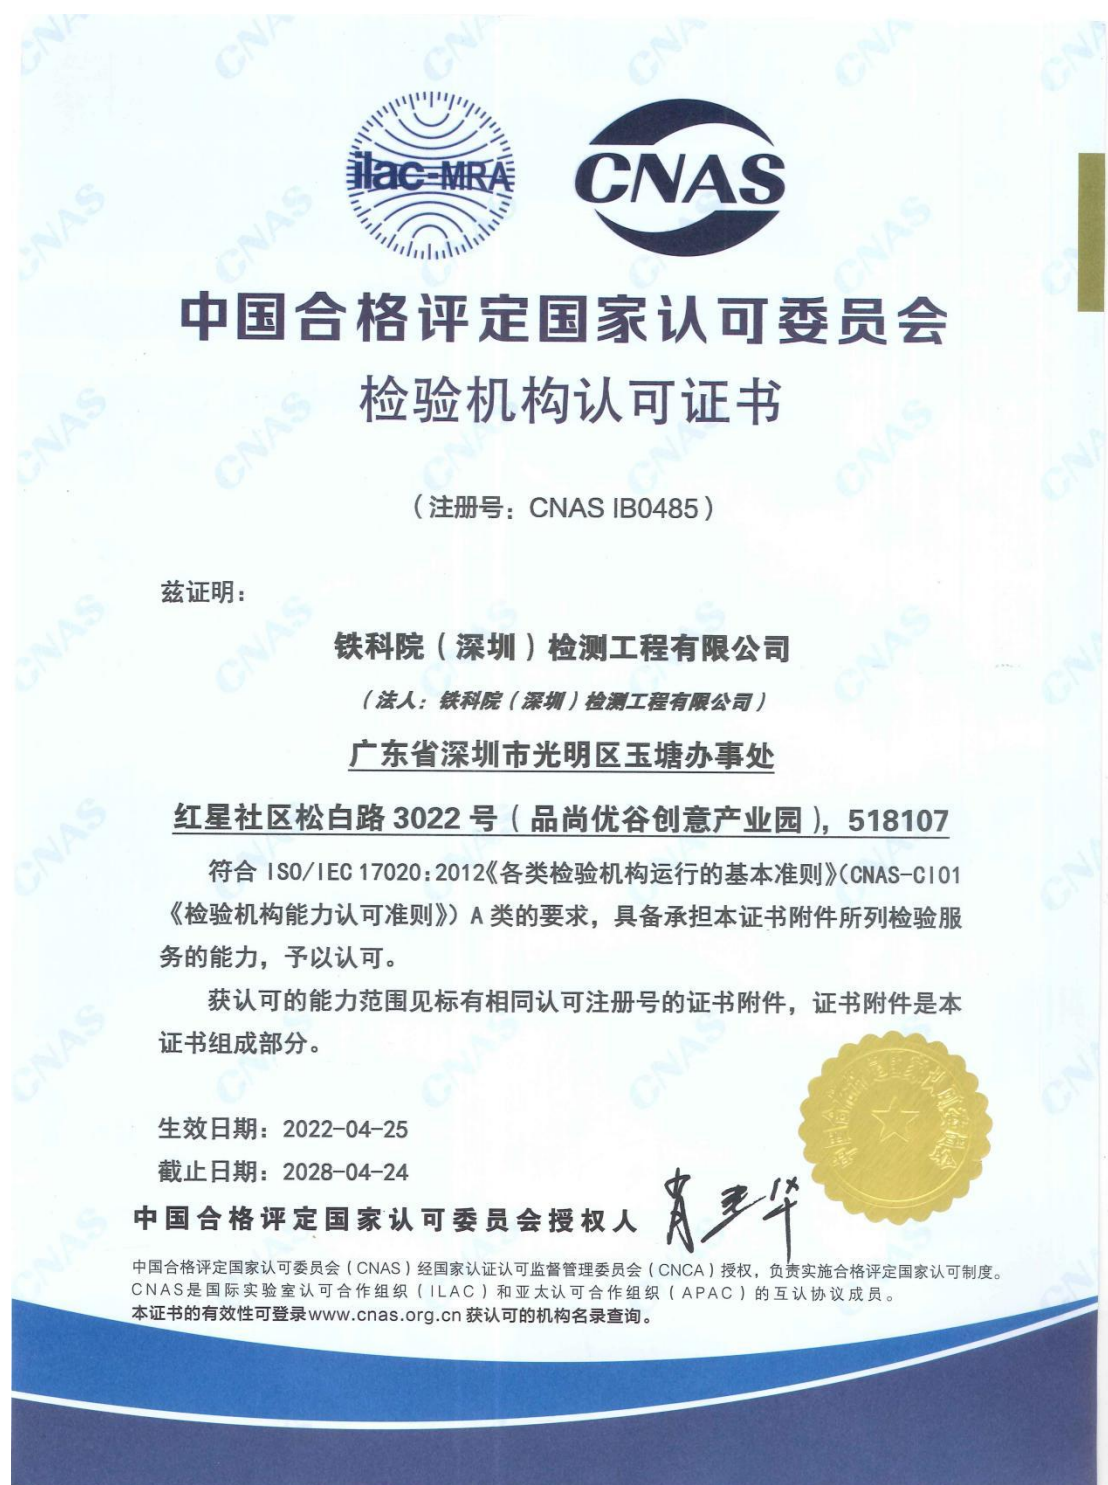 ilac-MRA
CNAS
中国合格评定国家认可委员会
检验机构认可证书
（注册号：CNAS IB0485）
兹证明：
铁科院（深圳）检测工程有限公司
（法人：铁科院（深圳）检测工程有限公司）
广东省深圳市光明区玉塘办事处
红星社区松白路 3022 号（品尚优谷创意产业园），518107
符合 ISO/IEC 17020:2012《各类检验机构运行的基本准则》（CNAS-CI01
《检验机构能力认可准则》）A 类的要求，具备承担本证书附件所列检验服
务的能力，予以认可。
获认可的能力范围见标有相同认可注册号的证书附件，证书附件是本
证书组成部分。
生效日期：2022-04-25
截止日期：2028-04-24
中国合格评定国家认可委员会授权人
中国合格评定国家认可委员会（CNAS）经国家认证认可监督管理委员会（CNCA）授权，负责实施合格评定国家认可制度。
CNAS是国际实验室认可合作组织（ILAC）和亚太认可合作组织（APAC）的互认协议成员。
本证书的有效性可登录www.cnas.org.cn 获认可的机构名录查询。